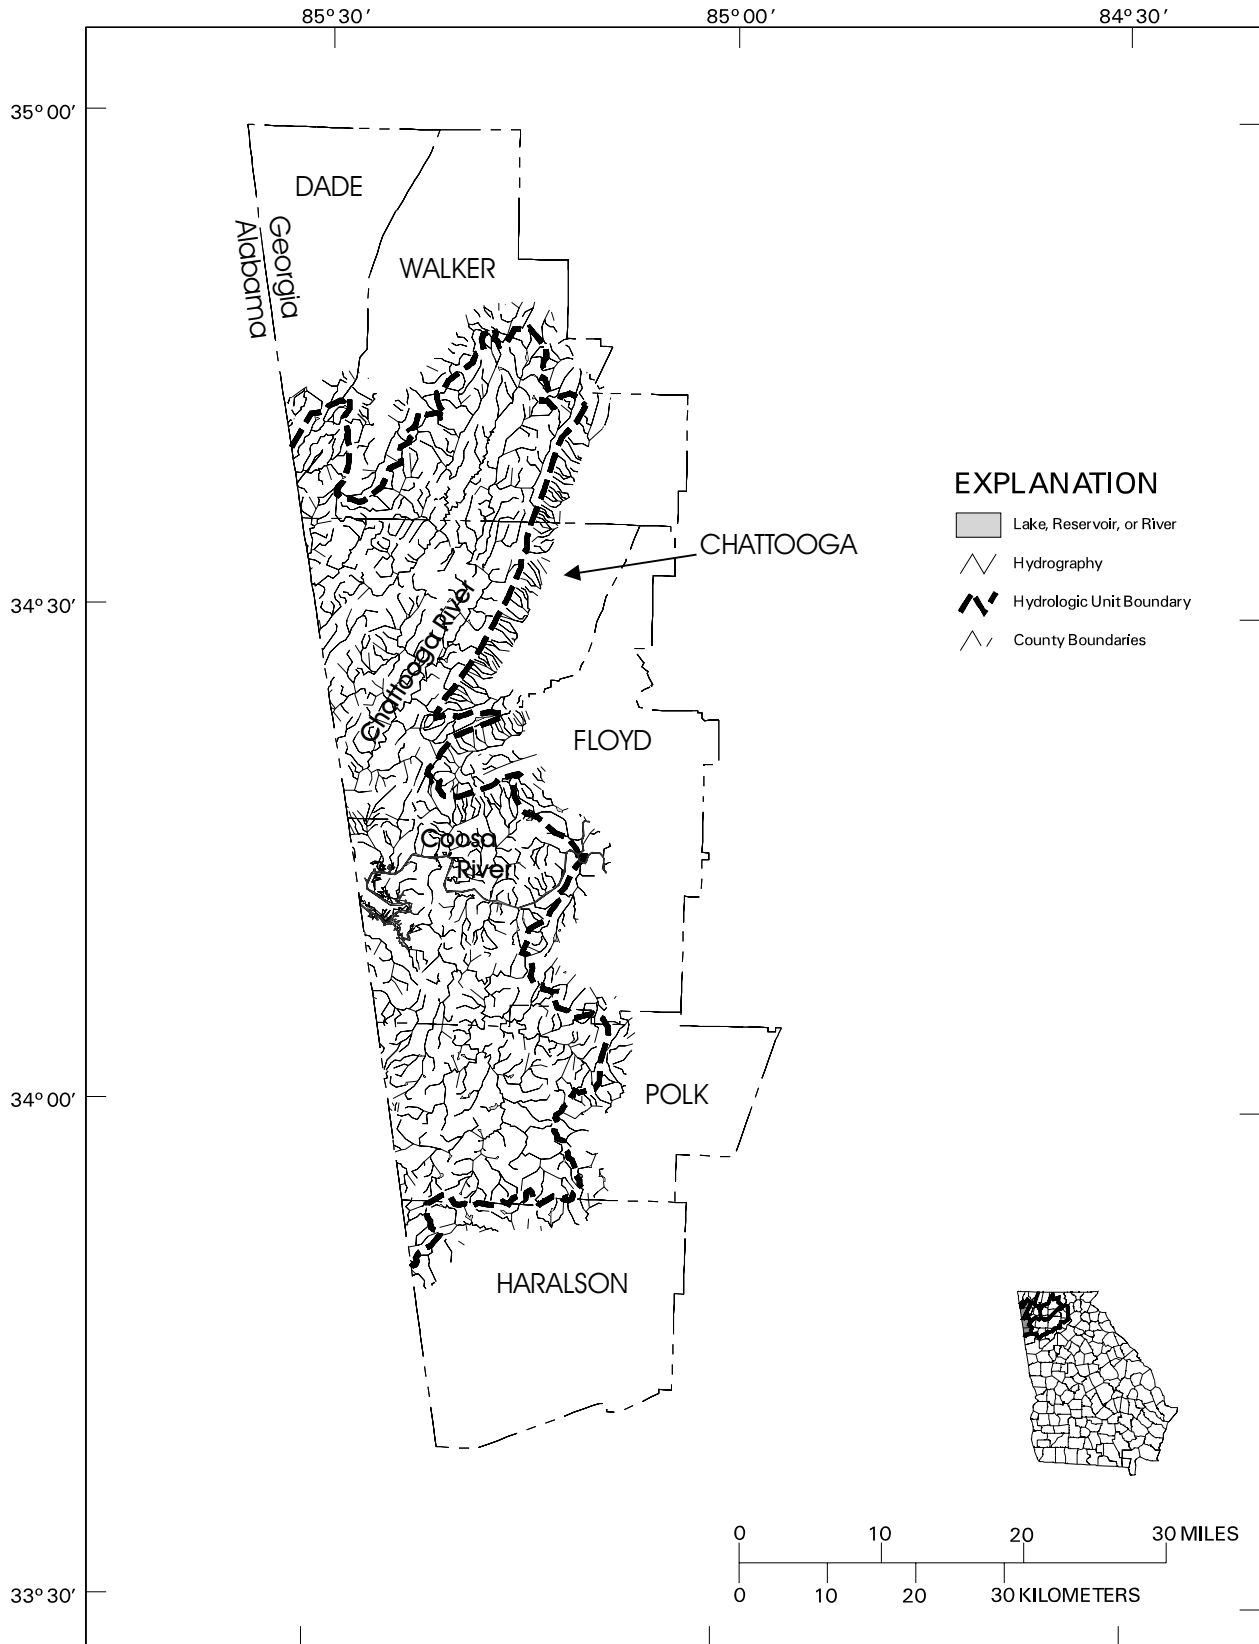 85° 30′
85° 00′
84° 30′
35° 00′
DADE
Georgia
Alabama
WALKER
EXPLANATION
Lake, Reservoir, or River
Hydrography
Hydrologic Unit Boundary
County Boundaries
CHATTOOGA
34° 30′
Chattooga River
FLOYD
Coosa
River
34° 00′
POLK
HARALSON
0 10 20 30 MILES
0 10 20 30 KILOMETERS
33° 30′